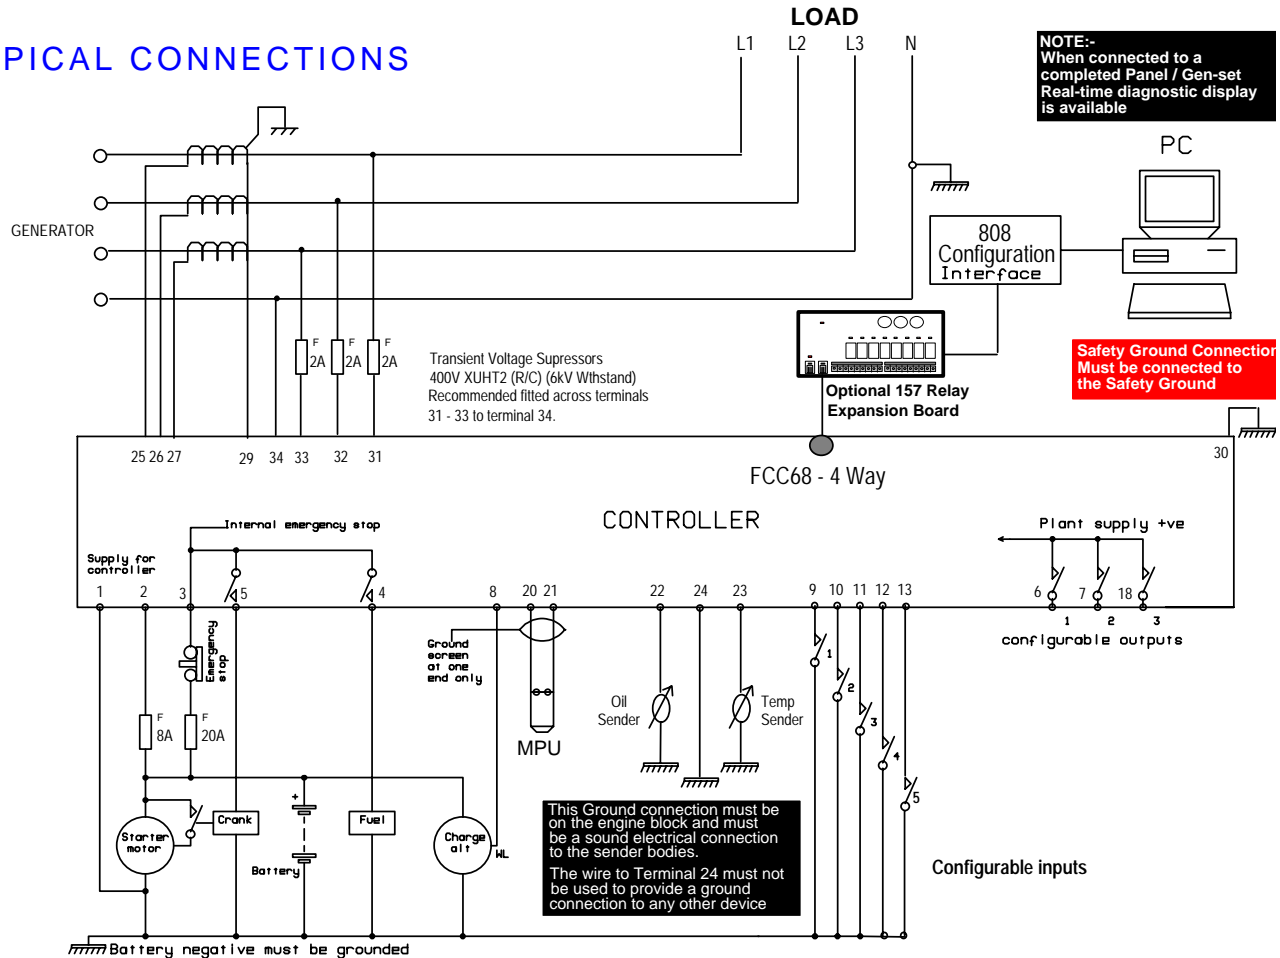 LOAD
L1 L2 L3 N
PICAL CONNECTIONS
NOTE:-
When connected to a
completed Panel / Gen-set
Real-time diagnostic display
is available
PC
GENERATOR
808
Configuration
Interface
F 2A
F 2A
F 2A
Transient Voltage Supressors
400V XUHT2 (R/C) (6kV Wthstand)
Recommended fitted across terminals
31 - 33 to terminal 34.
Optional 157 Relay
Expansion Board
Safety Ground Connection
Must be connected to
the Safety Ground
25 26 27 29 34 33 32 31
30
FCC68 - 4 Way
CONTROLLER
Internal emergency stop
Plant supply +ve
Supply for
controller
1 2 3 5 4 8 20 21 22 24 23 9 10 11 12 13 6 7 18
1 2 3
configurable outputs
Emergency
stop
Ground
screen
at one
end only
1
2
3
4
5
Oil
Sender
Temp
Sender
MPU
F 8A
F 20A
+
Starter
motor
Crank
Battery
Fuel
Charge
alt
WL
This Ground connection must be
on the engine block and must
be a sound electrical connection
to the sender bodies.
The wire to Terminal 24 must not
be used to provide a ground
connection to any other device
Configurable inputs
Battery negative must be grounded